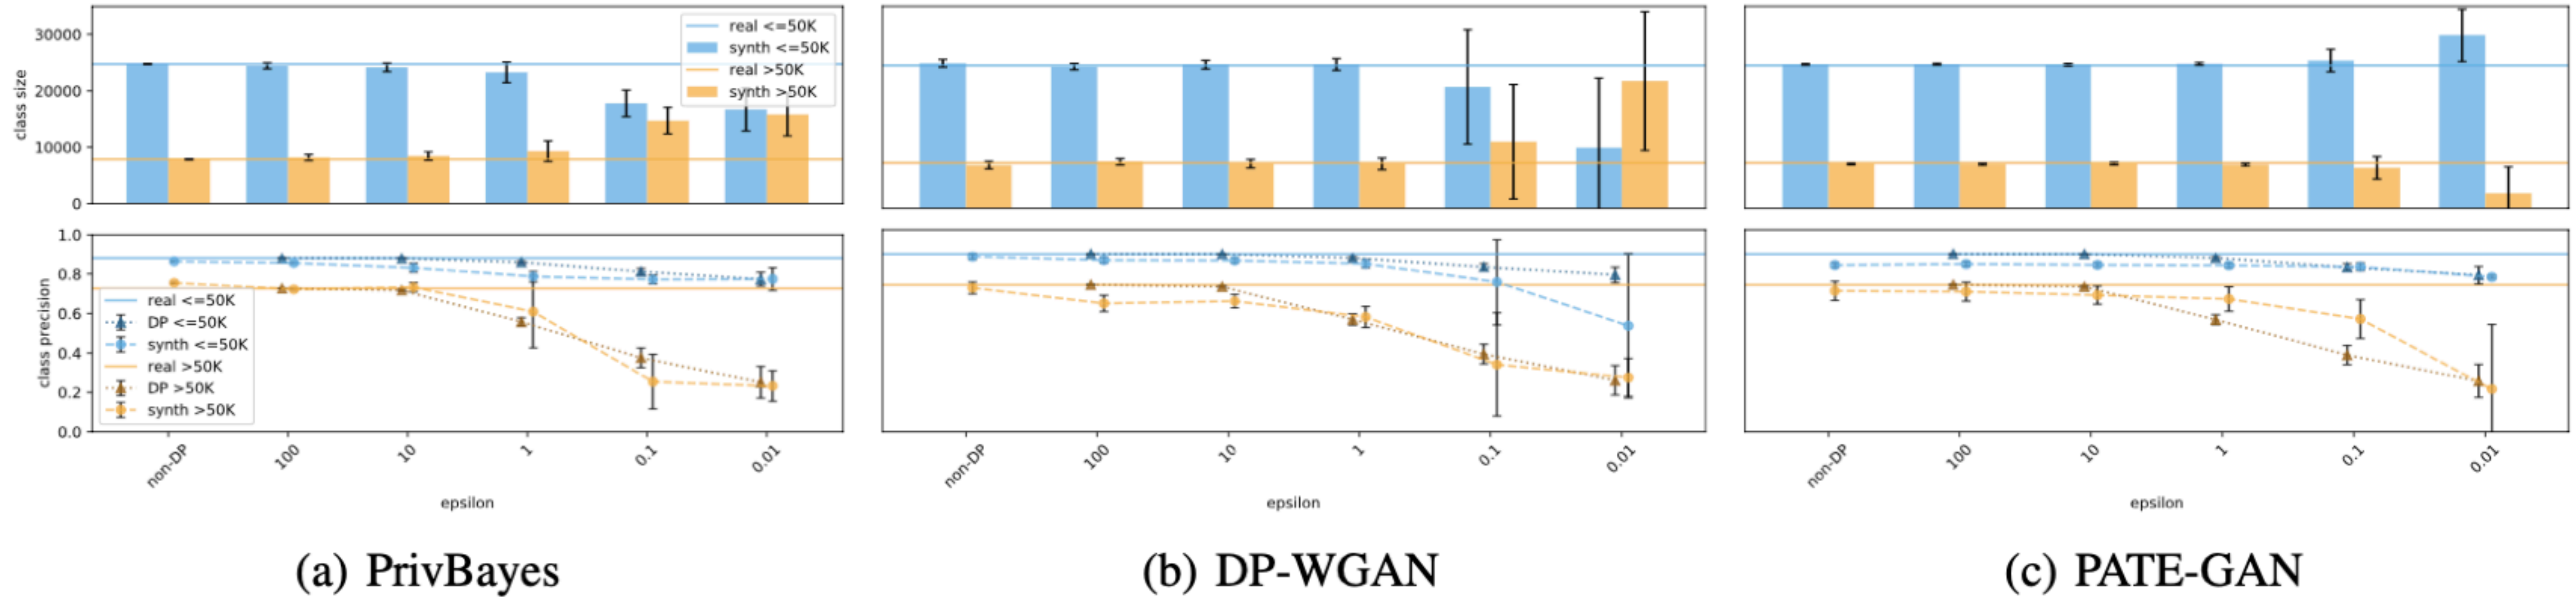 class size
30000
20000
10000
0
real <=50K
synth <=50K
real >50K
synth >50K
class precision
1.0
0.8
0.6
0.4
0.2
0.0
real <=50K
DP <=50K
synth <=50K
real >50K
DP >50K
synth >50K
non-DP
100
10
1
0.1
0.01
epsilon
non-DP
100
10
1
0.1
0.01
epsilon
non-DP
100
10
1
0.1
0.01
epsilon
(a) PrivBayes
(b) DP-WGAN
(c) PATE-GAN